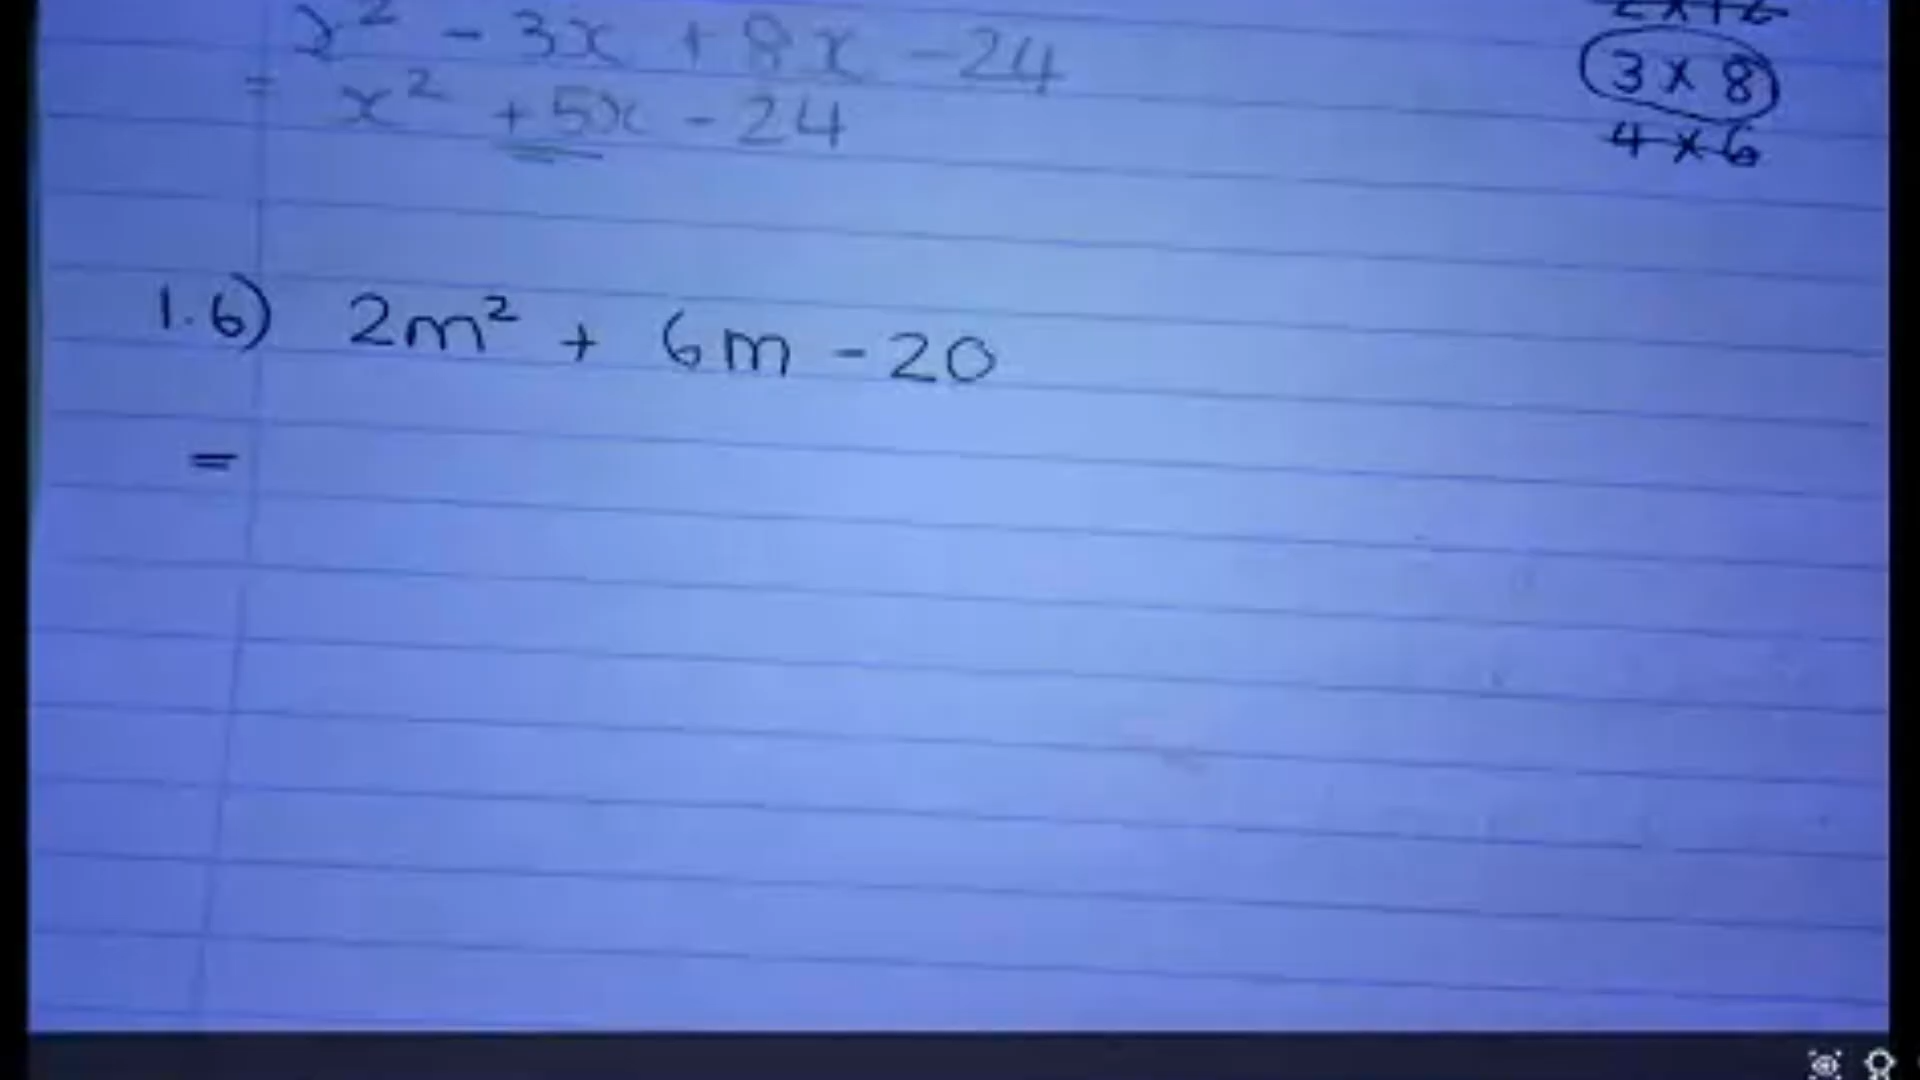 x² - 3x + 8x - 24
= x² + 5x - 24
3 x 8
4 x 6
1.6) 2m² + 6m - 20
=